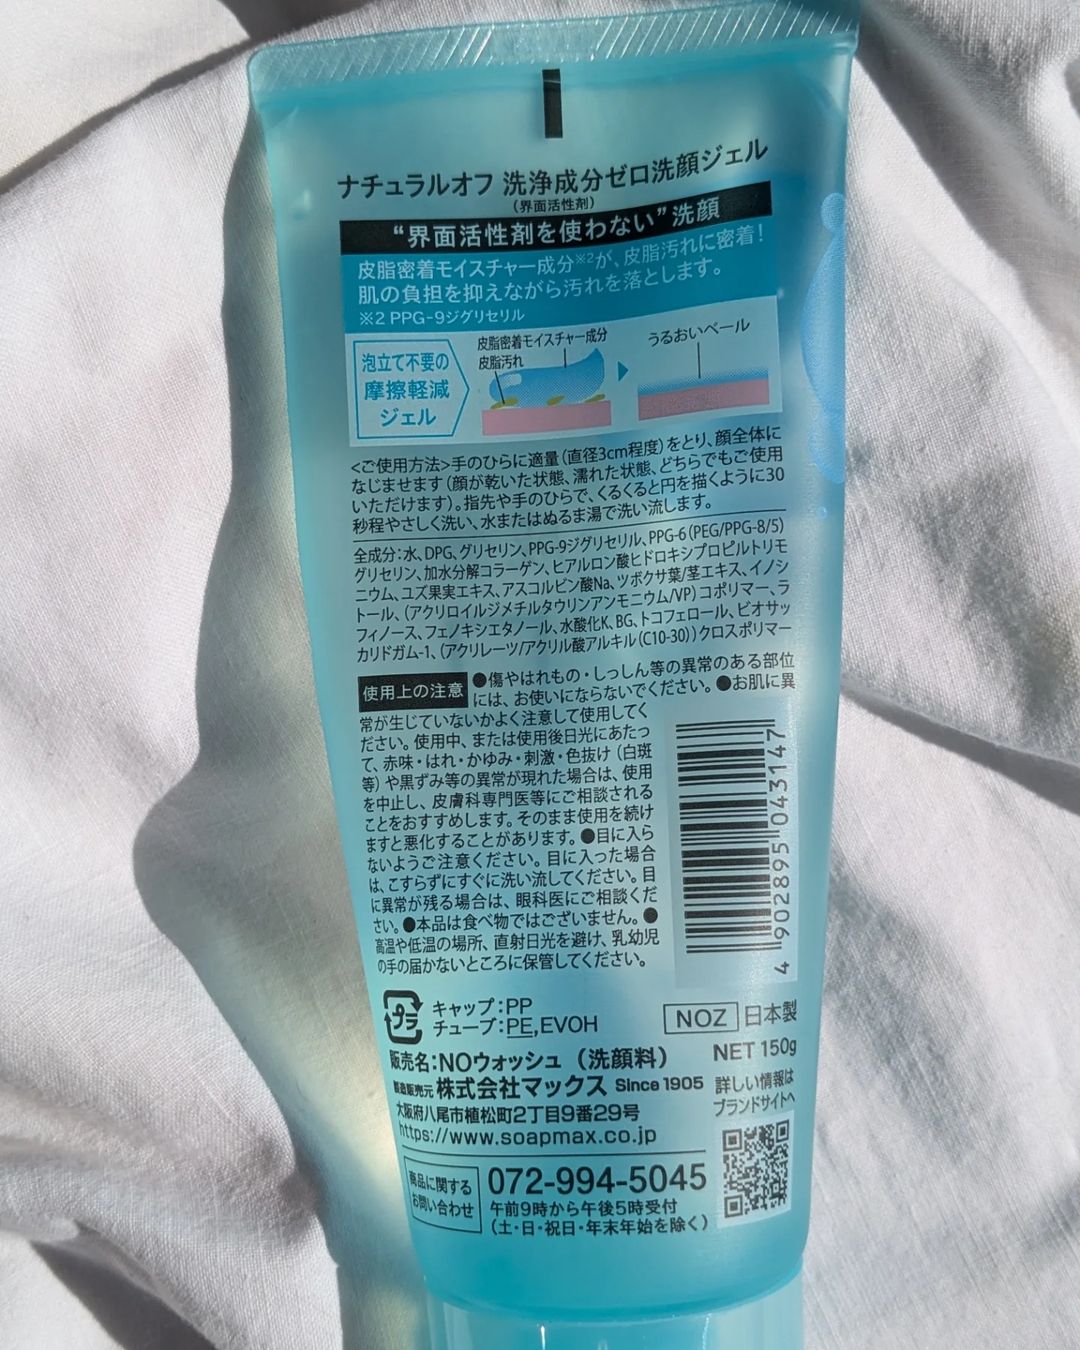 ナチュラルオフ 洗浄成分ゼロ洗顔ジェル
(界面活性剤)
“界面活性剤を使わない”洗顔
皮脂密着モイスチャー成分※2が、皮脂汚れに密着!
肌の負担を抑えながら汚れを落とします。
※2 PPG-9ジグリセリル
泡立て不要の
摩擦軽減
ジェル
皮脂密着モイスチャー成分
皮脂汚れ
うるおいベール
<ご使用方法>手のひらに適量(直径3cm程度)をとり、顔全体に
なじませます(顔が乾いた状態、濡れた状態、どちらでもご使用
いただけます)。指先や手のひらで、くるくると円を描くように30
秒程やさしく洗い、水またはぬるま湯で洗い流します。
全成分:水、DPG、グリセリン、PPG-9ジグリセリル、PPG-6(PEG/PPG-8/5)
グリセリン、加水分解コラーゲン、ヒアルロン酸ヒドロキシプロピルトリモ
ニウム、ユズ果実エキス、アスコルビン酸Na、ツボクサ葉/茎エキス、イノシ
トール、(アクリロイルジメチルタウリンアンモニウム/VP)コポリマー、ラ
フィノース、フェノキシエタノール、水酸化K、BG、トコフェロール、ビオサッ
カリドガム-1、(アクリレーツ/アクリル酸アルキル(C10-30))クロスポリマー
使用上の注意 ●傷やはれもの・しっしん等の異常のある部位
には、お使いにならないでください。●お肌に異
常が生じていないかよく注意して使用してく
ださい。使用中、または使用後日光にあたっ
て、赤味・はれ・かゆみ・刺激・色抜け(白斑
等)や黒ずみ等の異常が現れた場合は、使用
を中止し、皮膚科専門医等にご相談される
ことをおすすめします。そのまま使用を続け
ますと悪化することがあります。●目に入ら
ないようご注意ください。目に入った場合
は、こすらずにすぐに洗い流してください。目
に異常が残る場合は、眼科医にご相談くだ
さい。●本品は食べ物ではございません。●
高温や低温の場所、直射日光を避け、乳幼児
の手の届かないところに保管してください。
4 902895 043147
プラ
キャップ:PP
チューブ:PE,EVOH
NOZ 日本製
販売名:NOウォッシュ(洗顔料)
NET 150g
製造販売元 株式会社マックス Since 1905
大阪府八尾市植松町2丁目9番29号
https://www.soapmax.co.jp
詳しい情報は
ブランドサイトへ
商品に関する
お問い合わせ
072-994-5045
午前9時から午後5時受付
(土・日・祝日・年末年始を除く)